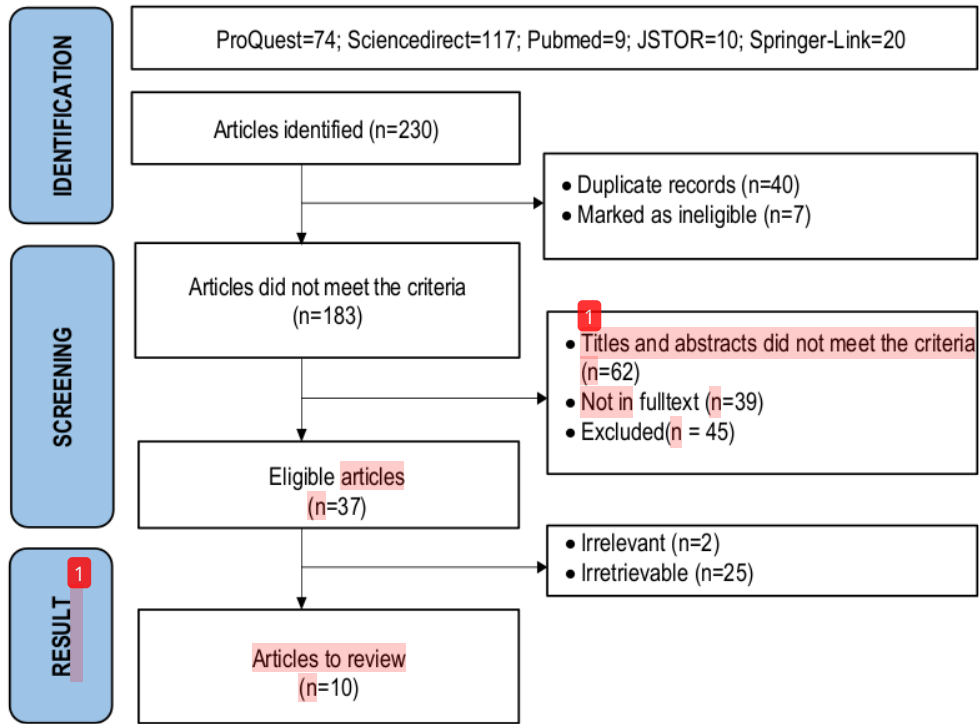 ProQuest=74; Sciencedirect=117; Pubmed=9; JSTOR=10; Springer-Link=20
IDENTIFICATION
Articles identified (n=230)
• Duplicate records (n=40)
• Marked as ineligible (n=7)
SCREENING
Articles did not meet the criteria
(n=183)
1
• Titles and abstracts did not meet the criteria
(n=62)
• Not in fulltext (n=39)
• Excluded(n = 45)
Eligible articles
(n=37)
• Irrelevant (n=2)
• Irretrievable (n=25)
1
RESULT
Articles to review
(n=10)